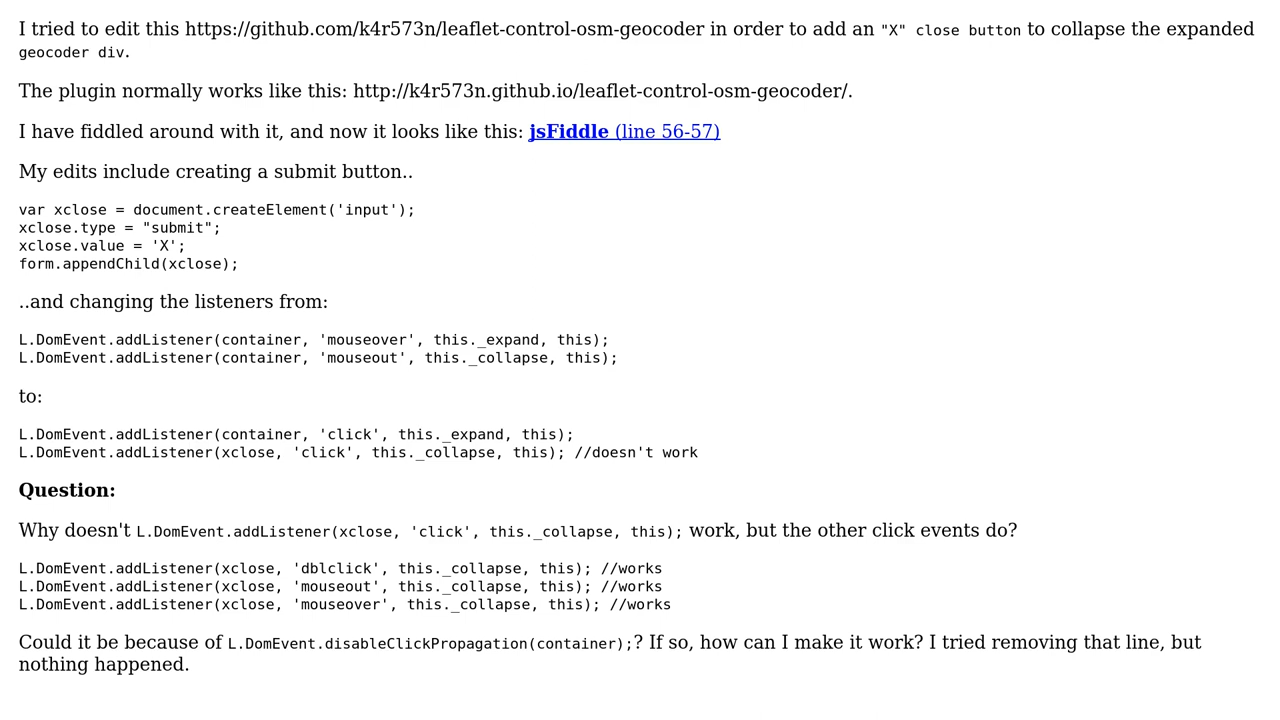 I tried to edit this https://github.com/k4r573n/leaflet-control-osm-geocoder in order to add an "X" close button to collapse the expanded
geocoder div.
The plugin normally works like this: http://k4r573n.github.io/leaflet-control-osm-geocoder/.
I have fiddled around with it, and now it looks like this: jsFiddle (line 56-57)
My edits include creating a submit button..
var xclose = document.createElement('input');
xclose.type = "submit";
xclose.value = 'X';
form.appendChild(xclose);
..and changing the listeners from:
L.DomEvent.addListener(container, 'mouseover', this._expand, this);
L.DomEvent.addListener(container, 'mouseout', this._collapse, this);
to:
L.DomEvent.addListener(container, 'click', this._expand, this);
L.DomEvent.addListener(xclose, 'click', this._collapse, this); //doesn't work
Question:
Why doesn't L.DomEvent.addListener(xclose, 'click', this._collapse, this); work, but the other click events do?
L.DomEvent.addListener(xclose, 'dblclick', this._collapse, this); //works
L.DomEvent.addListener(xclose, 'mouseout', this._collapse, this); //works
L.DomEvent.addListener(xclose, 'mouseover', this._collapse, this); //works
Could it be because of L.DomEvent.disableClickPropagation(container);? If so, how can I make it work? I tried removing that line, but
nothing happened.